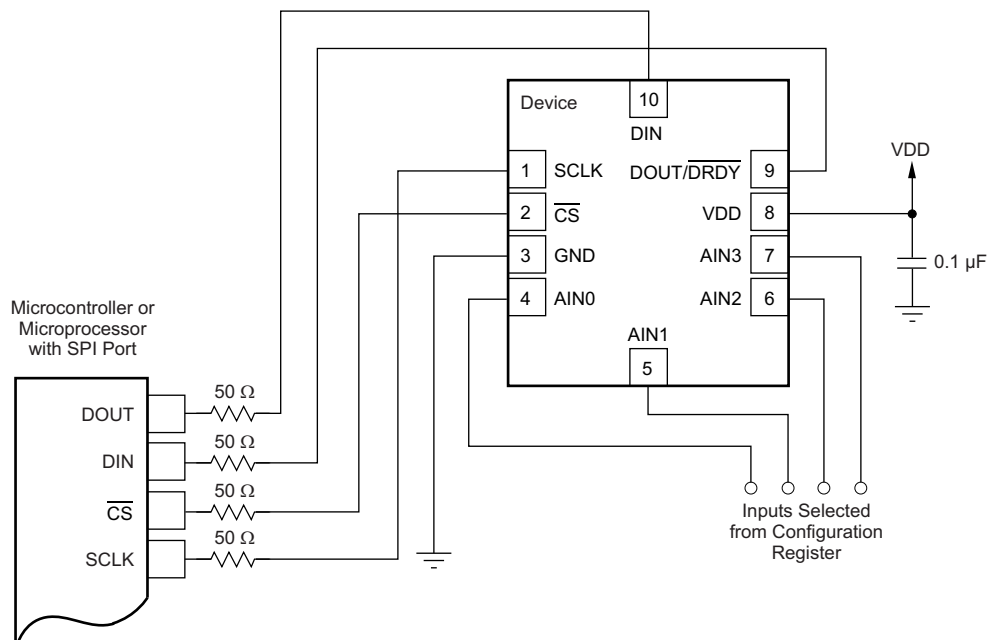 Device
10
DIN
1
SCLK
DOUT/DRDY
9
VDD
2
CS
VDD
8
3
GND
AIN3
7
0.1 µF
4
AIN0
AIN2
6
AIN1
5
Microcontroller or
Microprocessor
with SPI Port
DOUT
50 Ω
DIN
50 Ω
CS
50 Ω
SCLK
50 Ω
Inputs Selected
from Configuration
Register